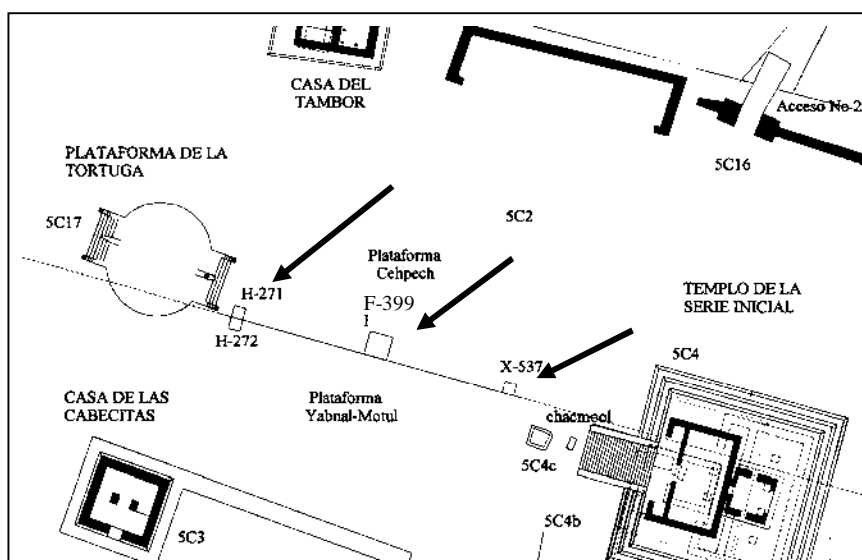 CASA DEL
TAMBOR
Acceso No-2
5C16
PLATAFORMA DE LA
TORTUGA
5C17
5C2
Plataforma
Cehpech
H-271
F-399
H-272
TEMPLO DE LA
SERIE INICIAL
5C4
X-537
CASA DE LAS
CABECITAS
Plataforma
Yabnal-Motul
chacmool
5C4c
5C4b
5C3